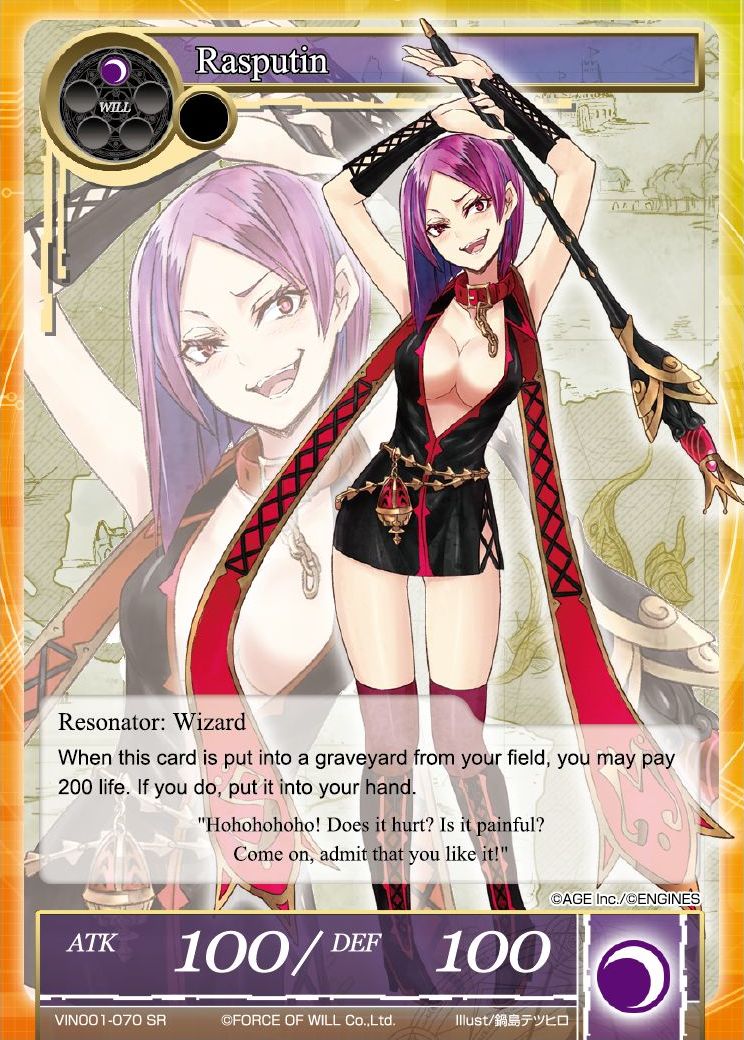 Rasputin
WILL
Resonator: Wizard
When this card is put into a graveyard from your field, you may pay
200 life. If you do, put it into your hand.
"Hohohohoho! Does it hurt? Is it painful?
Come on, admit that you like it!"
©AGE Inc./©ENGINES
ATK 100/ DEF 100
VIN001-070 SR ©FORCE OF WILL Co.,Ltd. Illust/鍋島テツヒロ